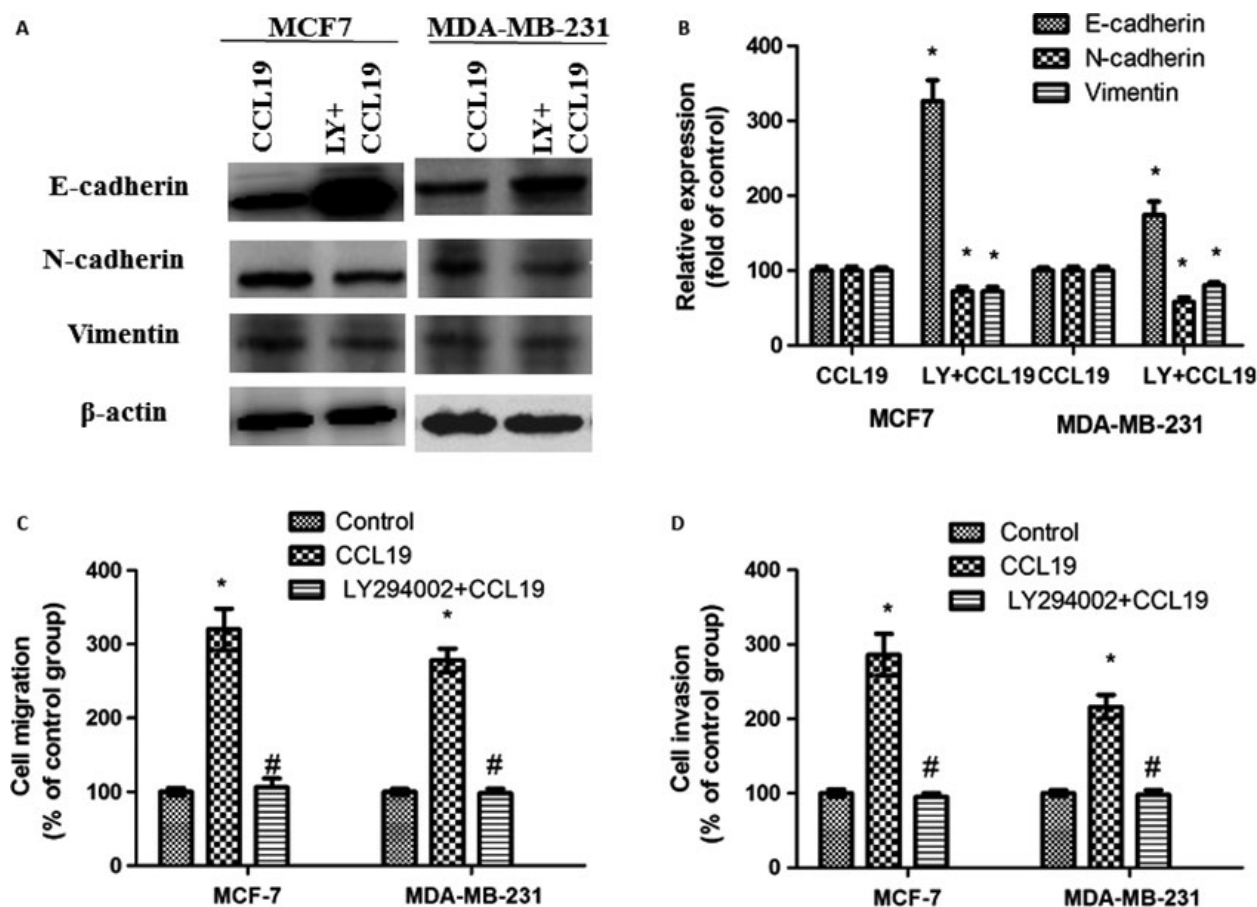 A
MCF7
MDA-MB-231
CCL19
LY+
CCL19
CCL19
LY+
CCL19
E-cadherin
N-cadherin
Vimentin
β-actin
B
E-cadherin
N-cadherin
Vimentin
Relative expression
(fold of control)
400
300
200
100
0
*
*
*
*
*
*
CCL19
LY+CCL19
CCL19
LY+CCL19
MCF7
MDA-MB-231
C
Control
CCL19
LY294002+CCL19
Cell migration
(% of control group)
400
300
200
100
0
*
#
*
#
MCF-7
MDA-MB-231
D
Control
CCL19
LY294002+CCL19
Cell invasion
(% of control group)
400
300
200
100
0
*
#
*
#
MCF-7
MDA-MB-231